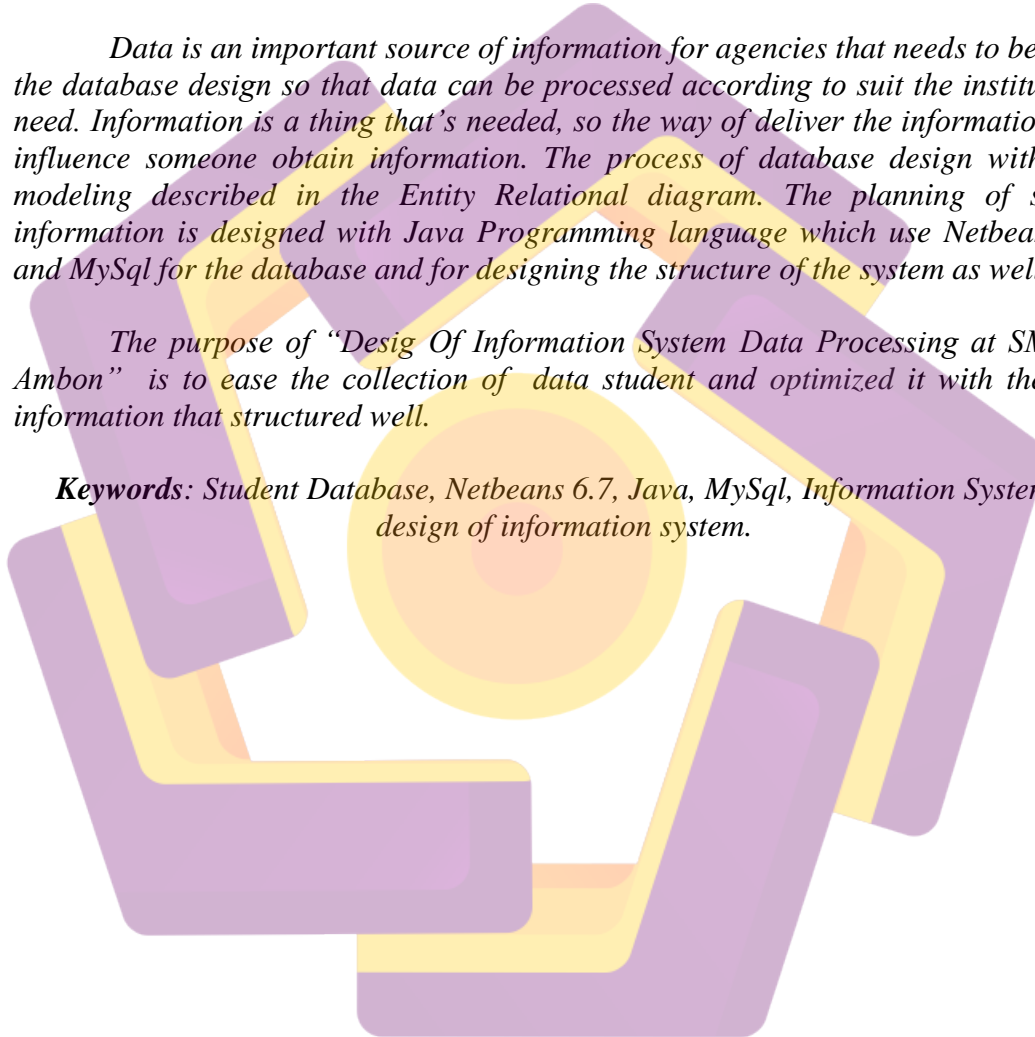 Data is an important source of information for agencies that needs to be
the database design so that data can be processed according to suit the
need. Information is a thing that's needed, so the way of deliver the
influence someone obtain information. The process of database design with
modeling described in the Entity Relational diagram. The planning of
information is designed with Java Programming language which use
and MySql for the database and for designing the structure of the system as well
The purpose of “Desig Of Information System Data Processing at
Ambon” is to ease the collection of data student and optimized it with
information that structured well.
Keywords: Student Database, Netbeans 6.7, Java, MySql, Information
design of information system.